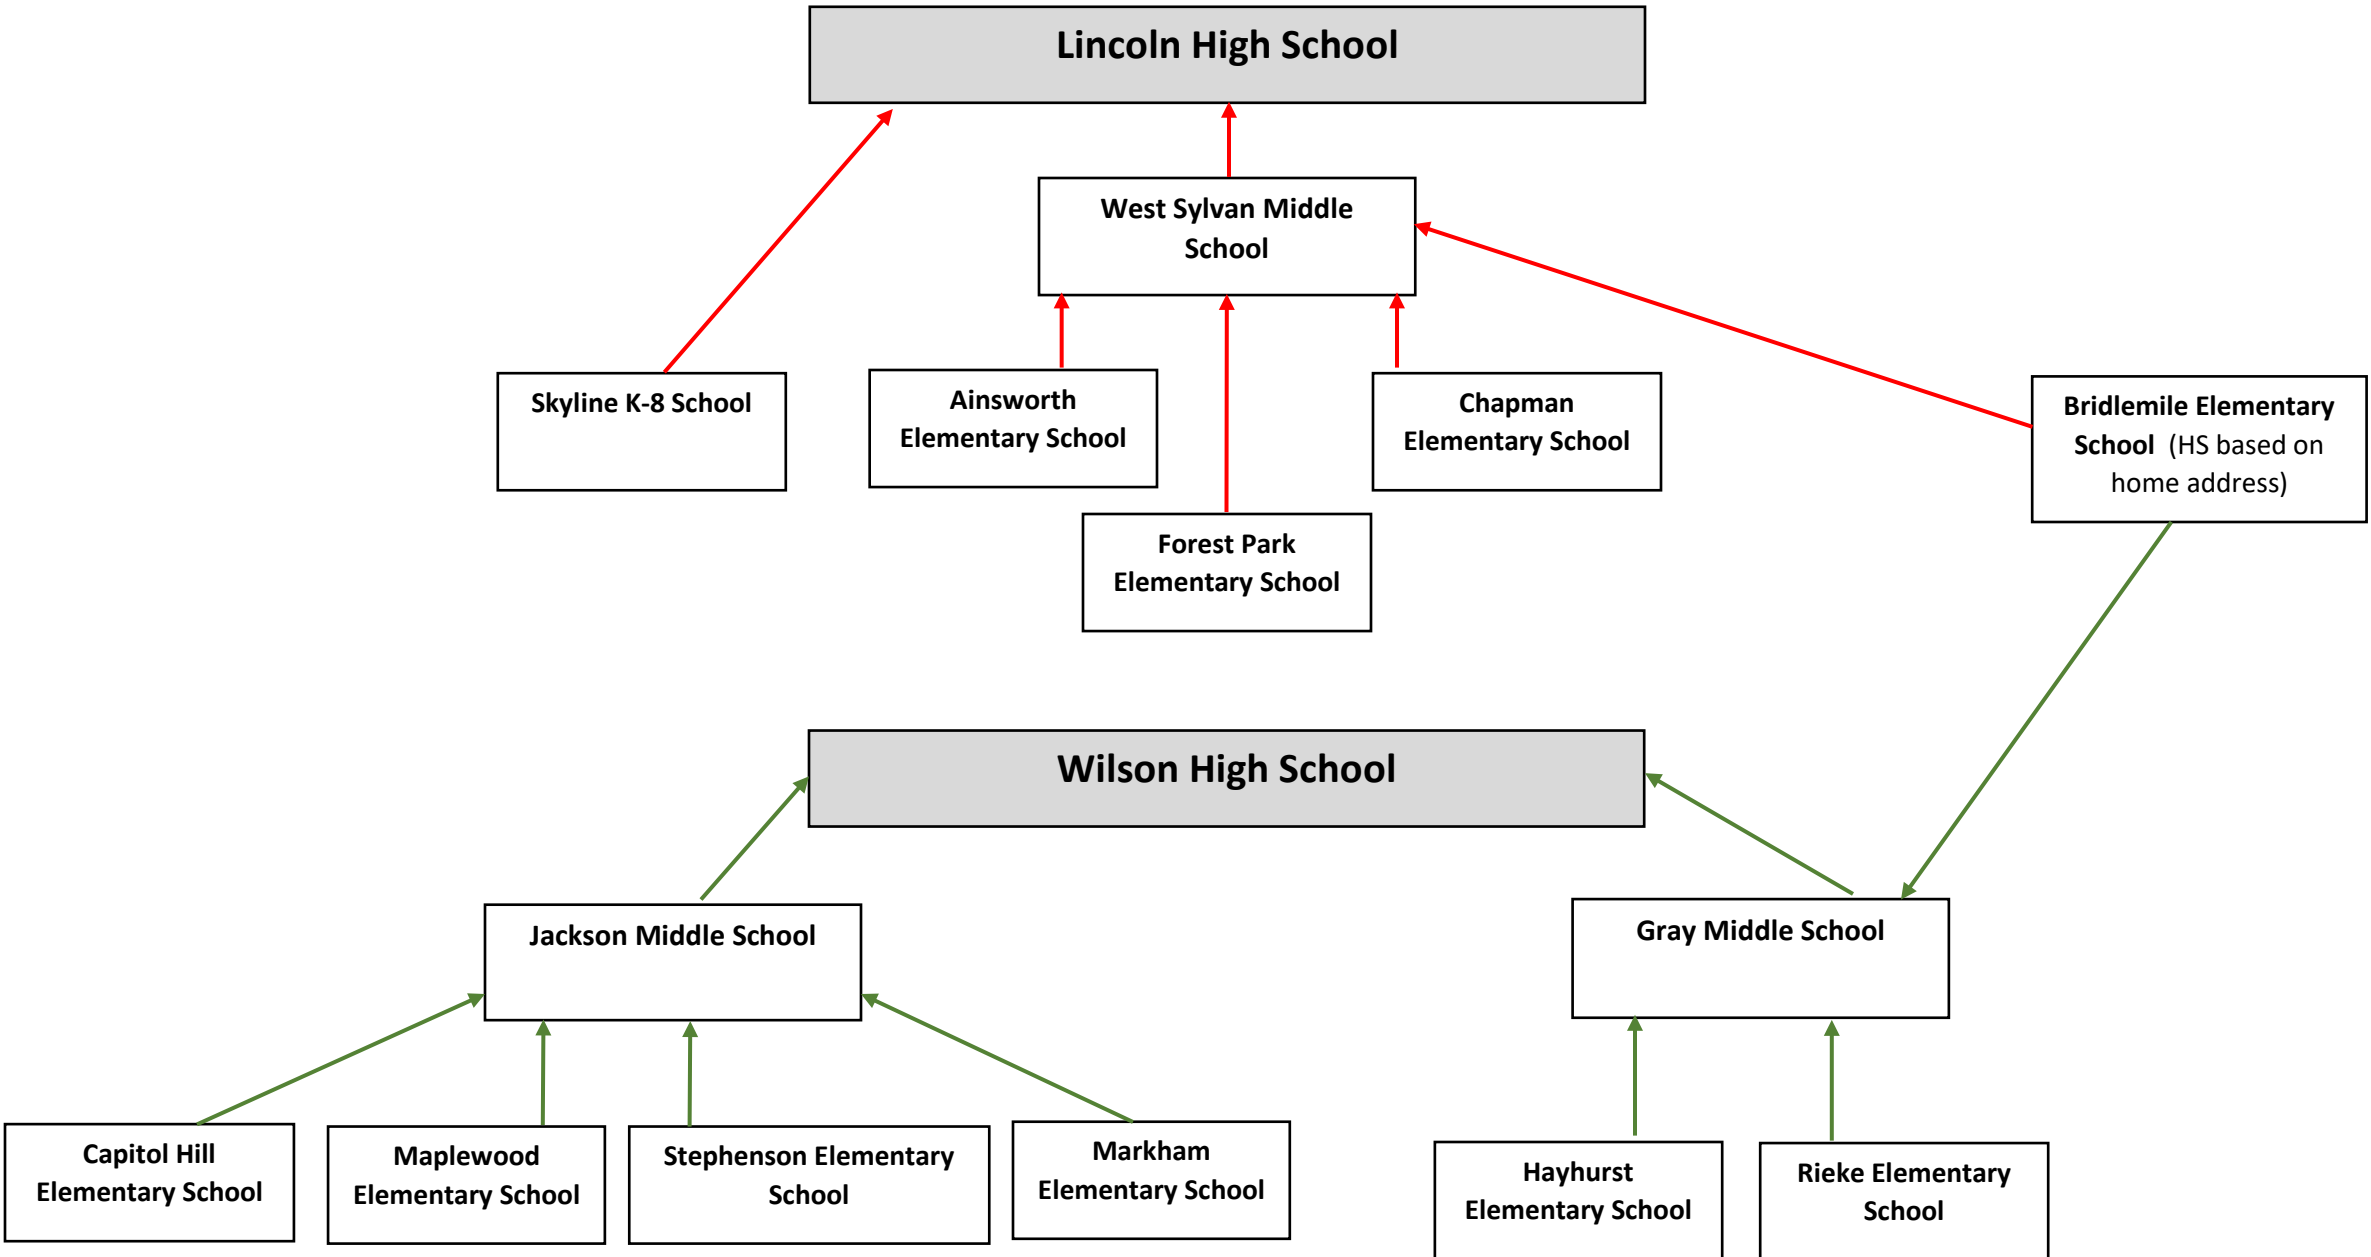 Lincoln High School
West Sylvan Middle
School
Skyline K-8 School
Ainsworth
Elementary School
Chapman
Elementary School
Bridlemile Elementary
School (HS based on
home address)
Forest Park
Elementary School
Wilson High School
Jackson Middle School
Gray Middle School
Capitol Hill
Elementary School
Maplewood
Elementary School
Stephenson Elementary
School
Markham
Elementary School
Hayhurst
Elementary School
Rieke Elementary
School